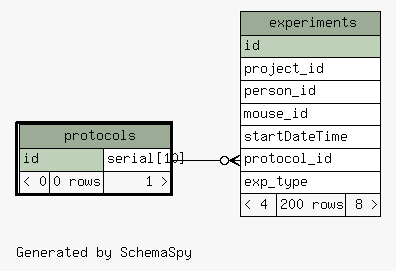 experiments
id
project_id
person_id
mouse_id
startDateTime
protocol_id
exp_type
< 4 200 rows 8 >
protocols
id serial[10]
< 0 0 rows 1 >
Generated by SchemaSpy